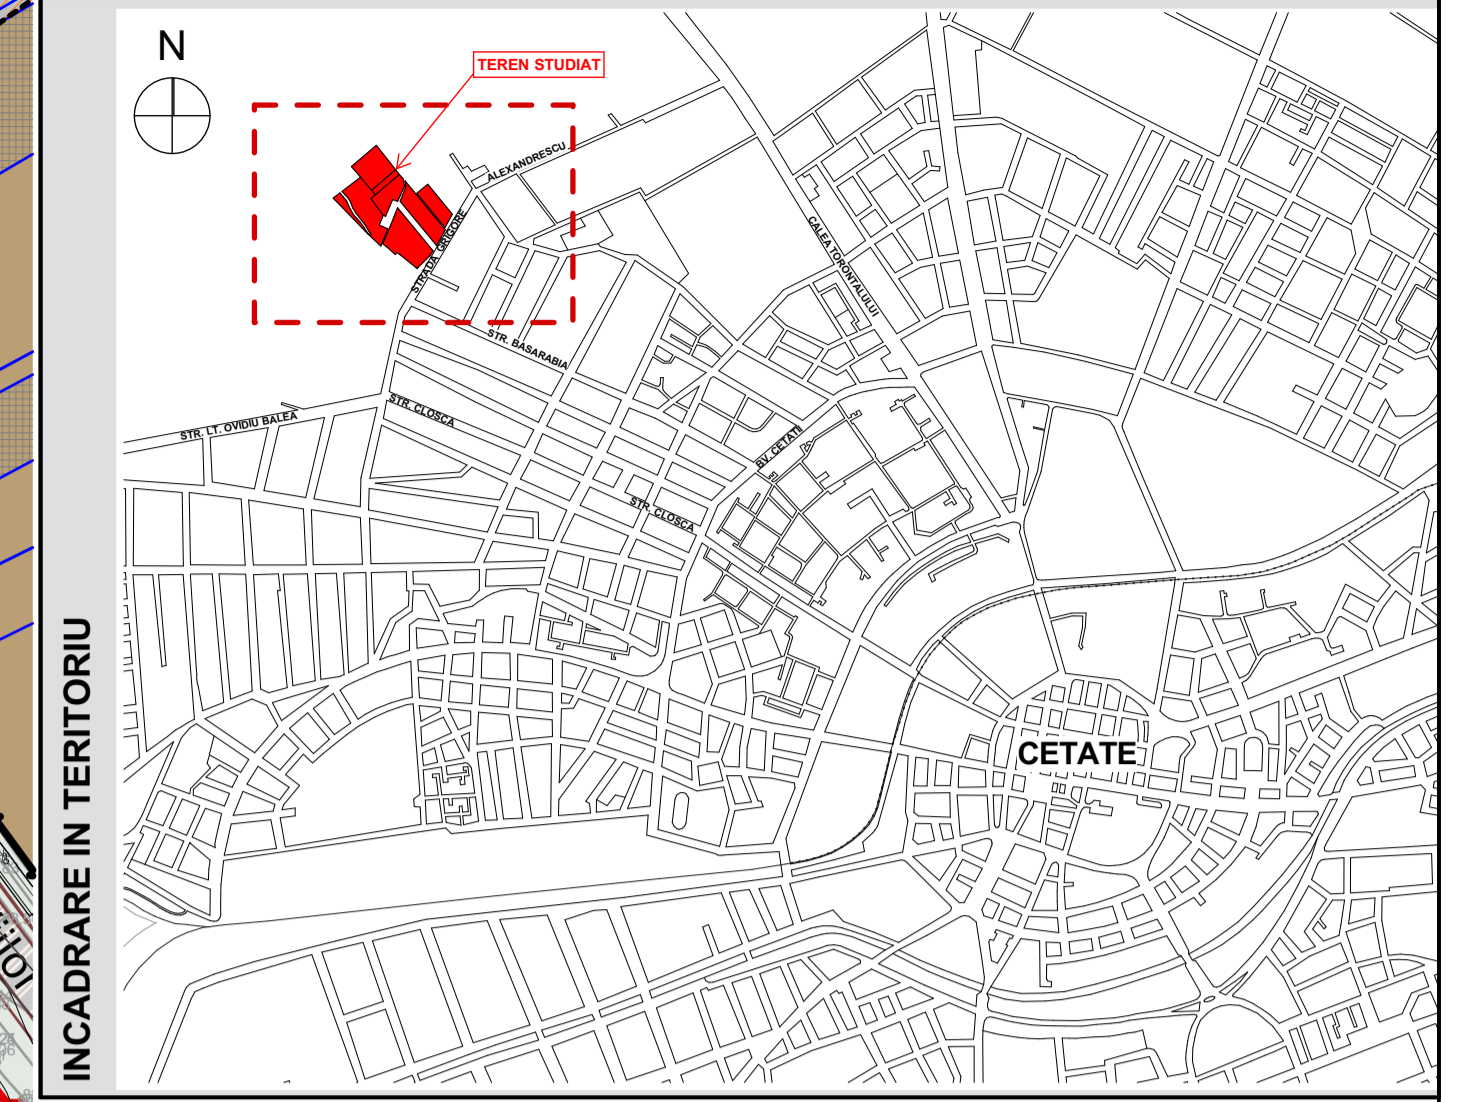 N
TEREN STUDIAT
ALEXANDRESCU
STRADA GRIGORE
CALEA TORONTALULUI
STR. BASARABIA
STR. CLOSCA
STR. LT. OVIDIU BALEA
BV. CETATII
STR. CLOSCA
CETATE
INCADRARE IN TERITORIU